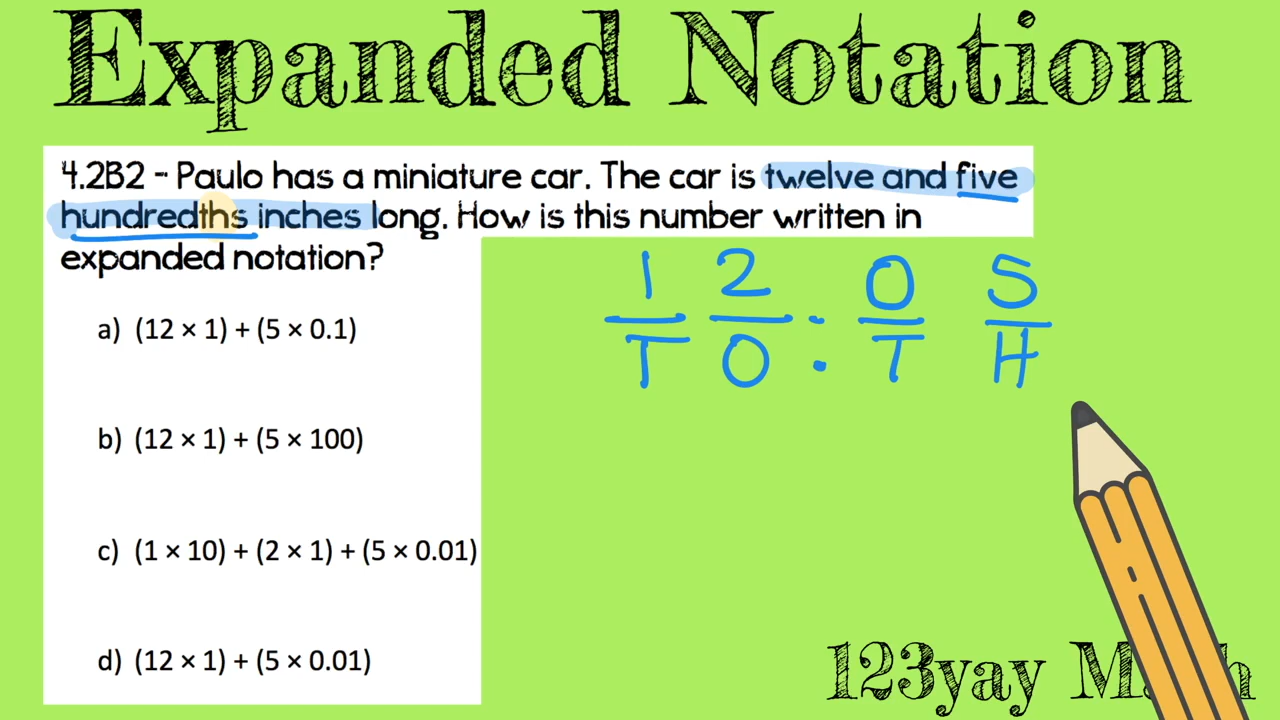 Expanded Notation
4.2B2 - Paulo has a miniature car. The car is twelve and five
hundredths inches long. How is this number written in
expanded notation?
1 2 0 5
T O : T H
a) (12 × 1) + (5 × 0.1)
b) (12 × 1) + (5 × 100)
c) (1 × 10) + (2 × 1) + (5 × 0.01)
d) (12 × 1) + (5 × 0.01)
123yay